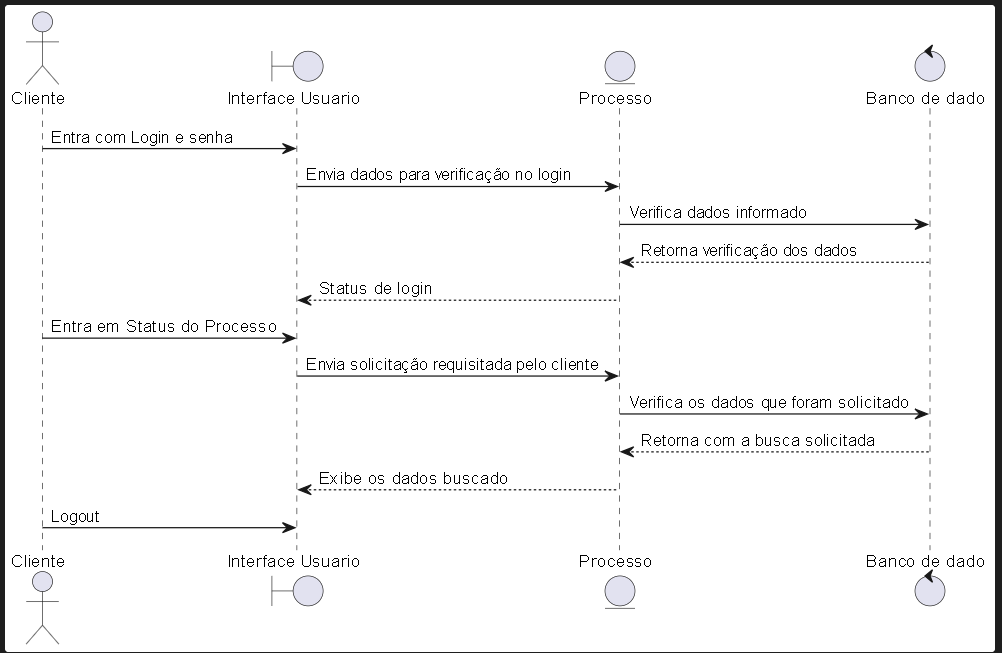 Cliente
Interface Usuario
Processo
Banco de dado
Entra com Login e senha
Envia dados para verificação no login
Verifica dados informado
Retorna verificação dos dados
Status de login
Entra em Status do Processo
Envia solicitação requisitada pelo cliente
Verifica os dados que foram solicitado
Retorna com a busca solicitada
Exibe os dados buscado
Logout
Cliente
Interface Usuario
Processo
Banco de dado